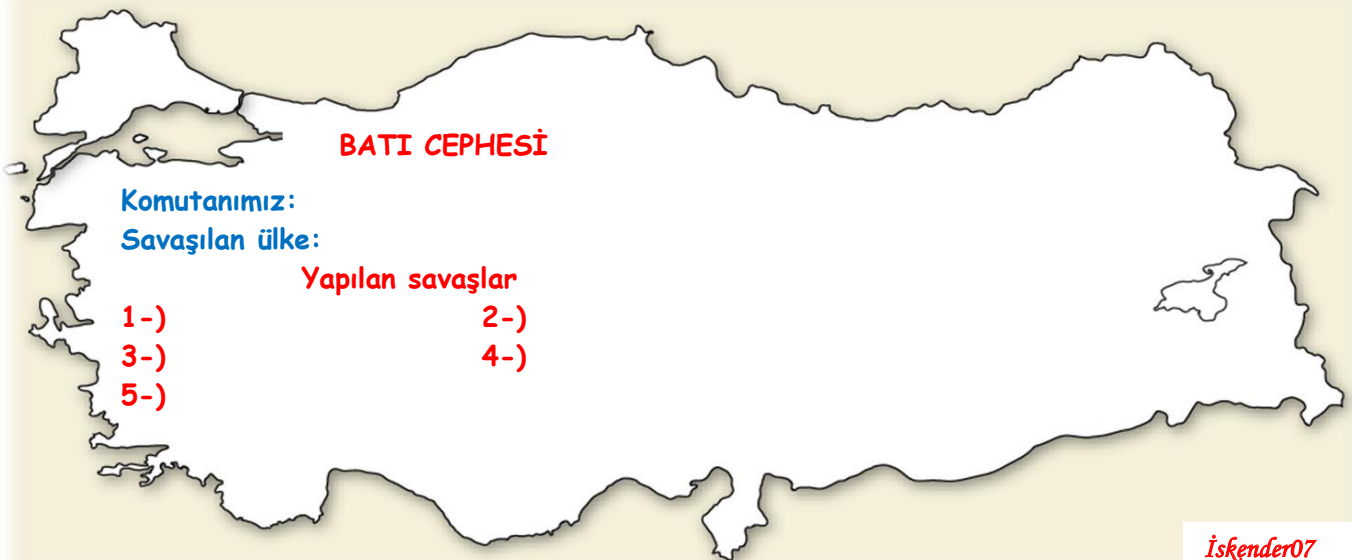 BATI CEPHESİ
Komutanımız:
Savaşılan ülke:
Yapılan savaşlar
1-) 2-)
3-) 4-)
5-)
İskender07